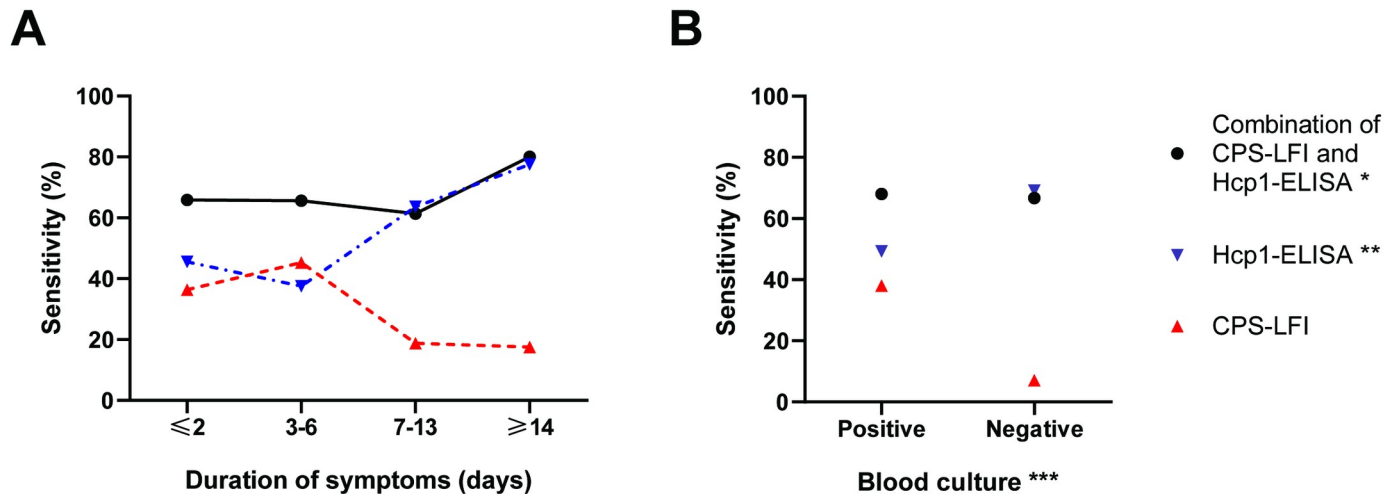 A
Sensitivity (%)
100
80
60
40
20
0
≤2
3-6
7-13
≥14
Duration of symptoms (days)
B
Sensitivity (%)
100
80
60
40
20
0
Positive
Negative
Blood culture ***
Combination of
CPS-LFI and
Hcp1-ELISA *
Hcp1-ELISA **
CPS-LFI